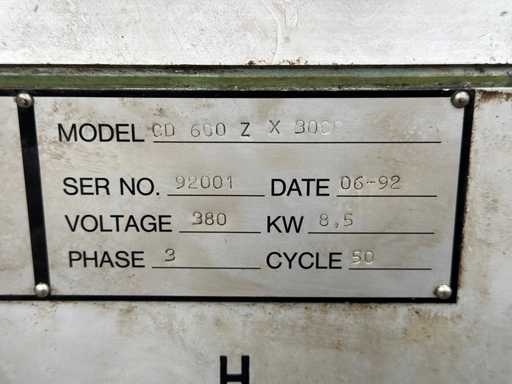 MODEL CD 600 Z X
SER NO. 92001 DATE 06-92
VOLTAGE 380 KW 8,5
PHASE 3 CYCLE 50
H